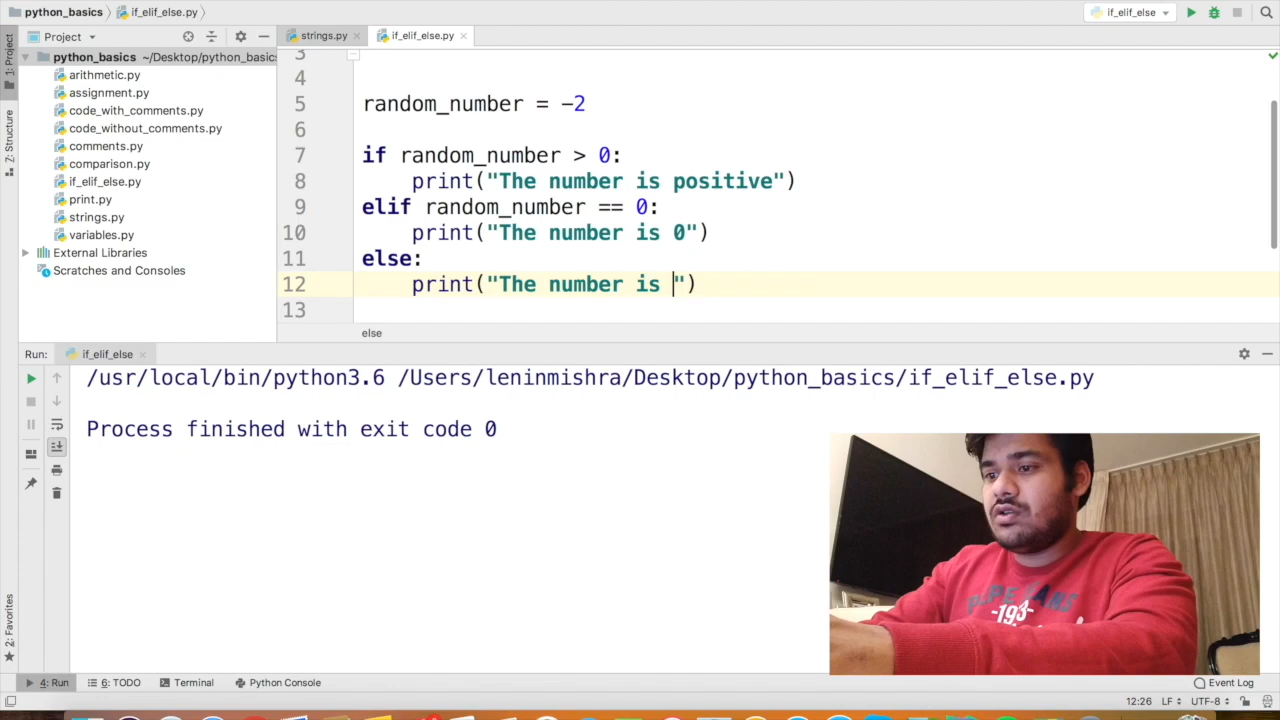 python_basics
if_elif_else.py
if_elif_else
1: Project
Project
strings.py
if_elif_else.py
python_basics ~/Desktop/python_basics
arithmetic.py
assignment.py
code_with_comments.py
code_without_comments.py
comments.py
comparison.py
if_elif_else.py
print.py
strings.py
variables.py
External Libraries
Scratches and Consoles
Z: Structure
2: Favorites
3
4
5 random_number = -2
6
7 if random_number > 0:
8 print("The number is positive")
9 elif random_number == 0:
10 print("The number is 0")
11 else:
12 print("The number is ")
13
else
Run: if_elif_else
/usr/local/bin/python3.6 /Users/leninmishra/Desktop/python_basics/if_elif_else.py
Process finished with exit code 0
PEPE
-193-
4: Run 6: TODO Terminal Python Console Event Log
12:26 LF UTF-8